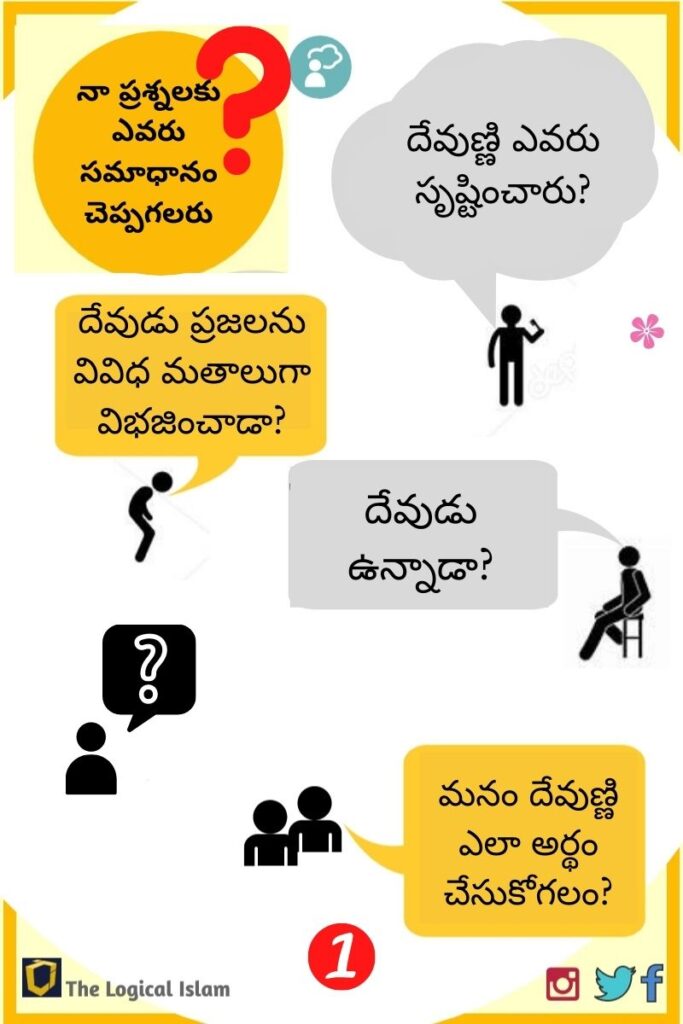 నా ప్రశ్నలకు
ఎవరు
సమాధానం
చెప్పగలరు
?
దేవుణ్ణి ఎవరు
సృష్టించారు?
దేవుడు ప్రజలను
వివిధ మతాలుగా
విభజించాడా?
దేవుడు
ఉన్నాడా?
?
మనం దేవుణ్ణి
ఎలా అర్థం
చేసుకోగలం?
1
The Logical Islam